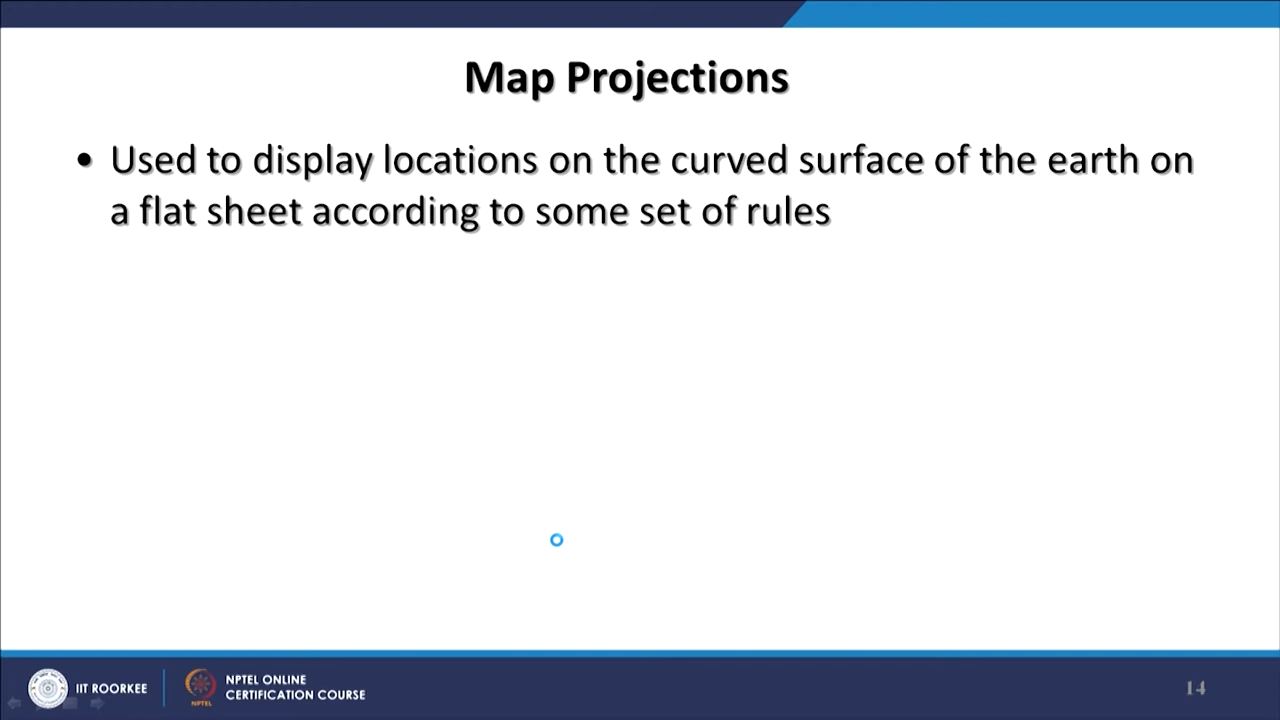 Map Projections
• Used to display locations on the curved surface of the earth on
a flat sheet according to some set of rules
IIT ROORKEE
NPTEL ONLINE
CERTIFICATION COURSE
NPTEL
14